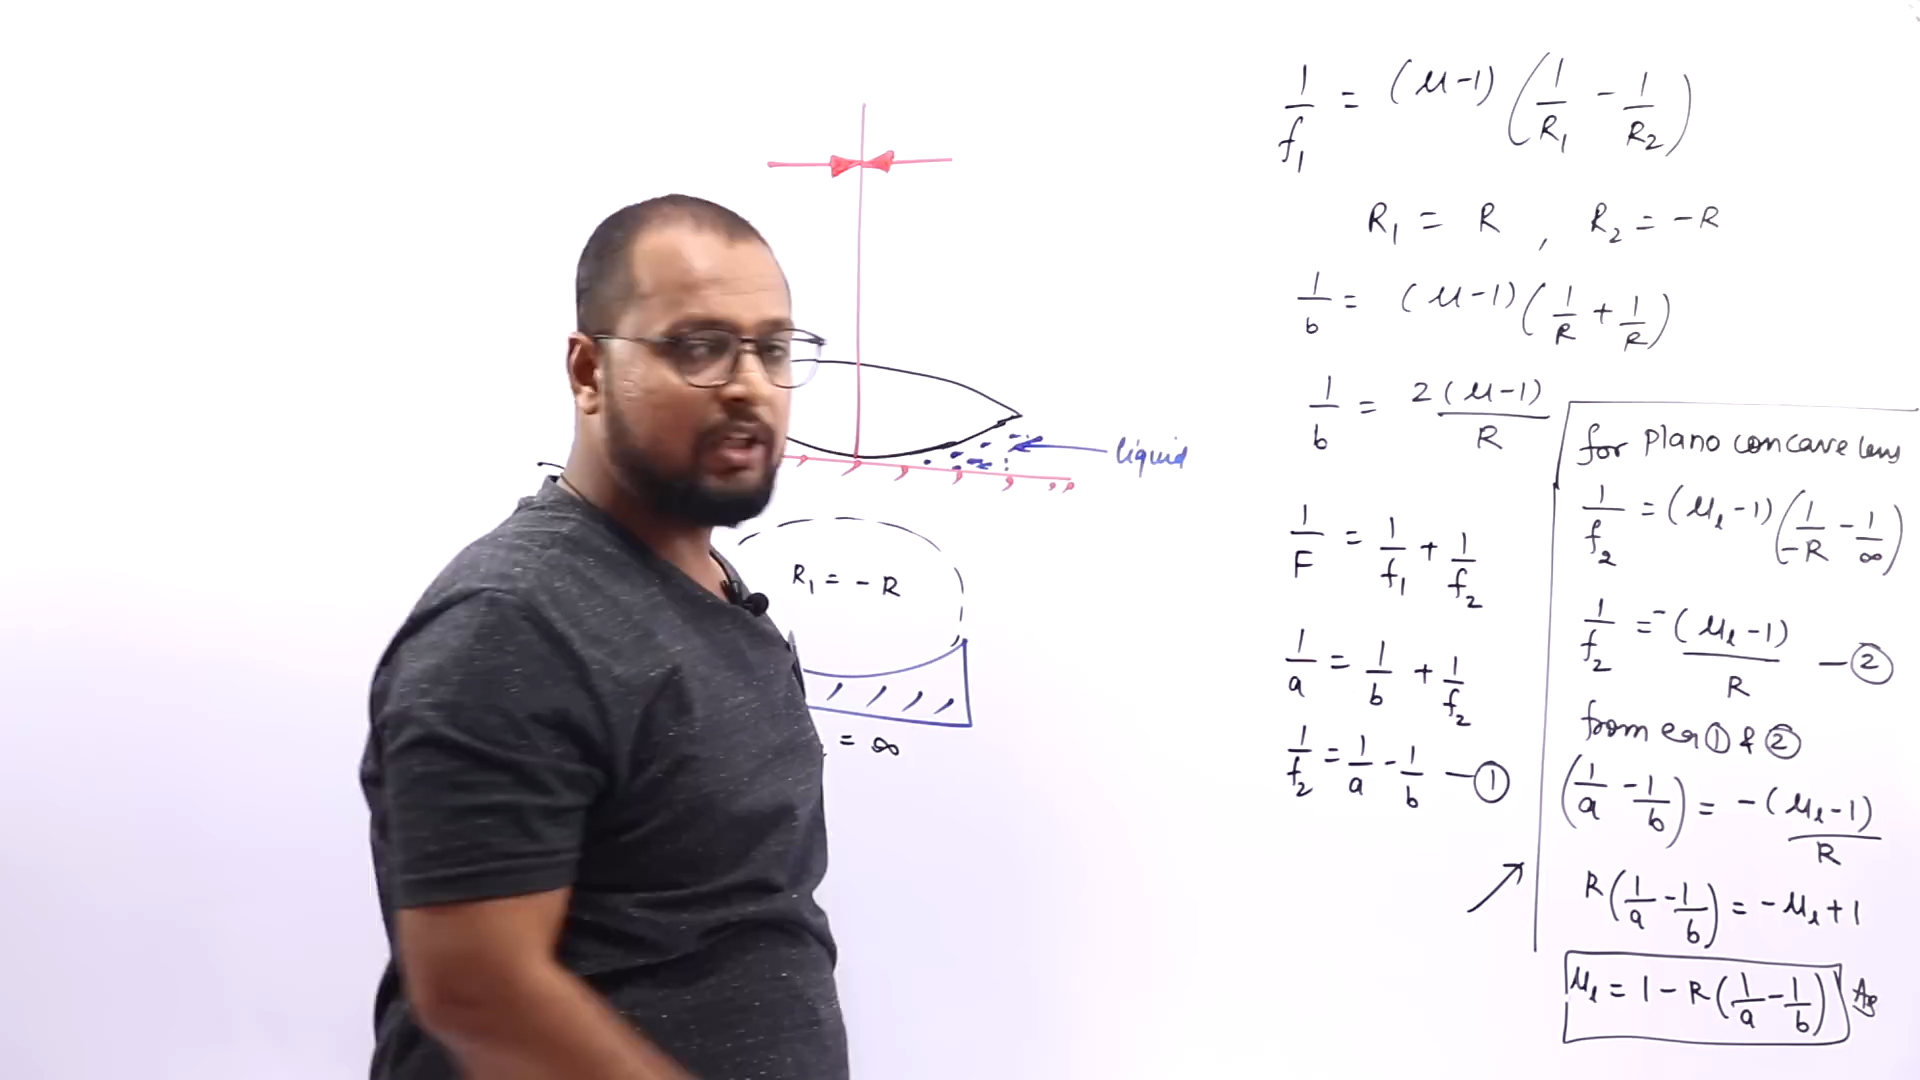 liquid
R₁ = - R
= ∞
1/f₁ = (μ-1) (1/R₁ - 1/R₂)
R₁ = R , R₂ = - R
1/b = (μ-1) (1/R + 1/R)
1/b = 2(μ-1)/R
1/F = 1/f₁ + 1/f₂
1/a = 1/b + 1/f₂
1/f₂ = 1/a - 1/b — ①
for plano concave lens
1/f₂ = (μₗ - 1) (1/-R - 1/∞)
1/f₂ = -(μₗ - 1)/R — ②
from eq ① & ②
(1/a - 1/b) = -(μₗ - 1)/R
R (1/a - 1/b) = - μₗ + 1
μₗ = 1 - R (1/a - 1/b) Ans